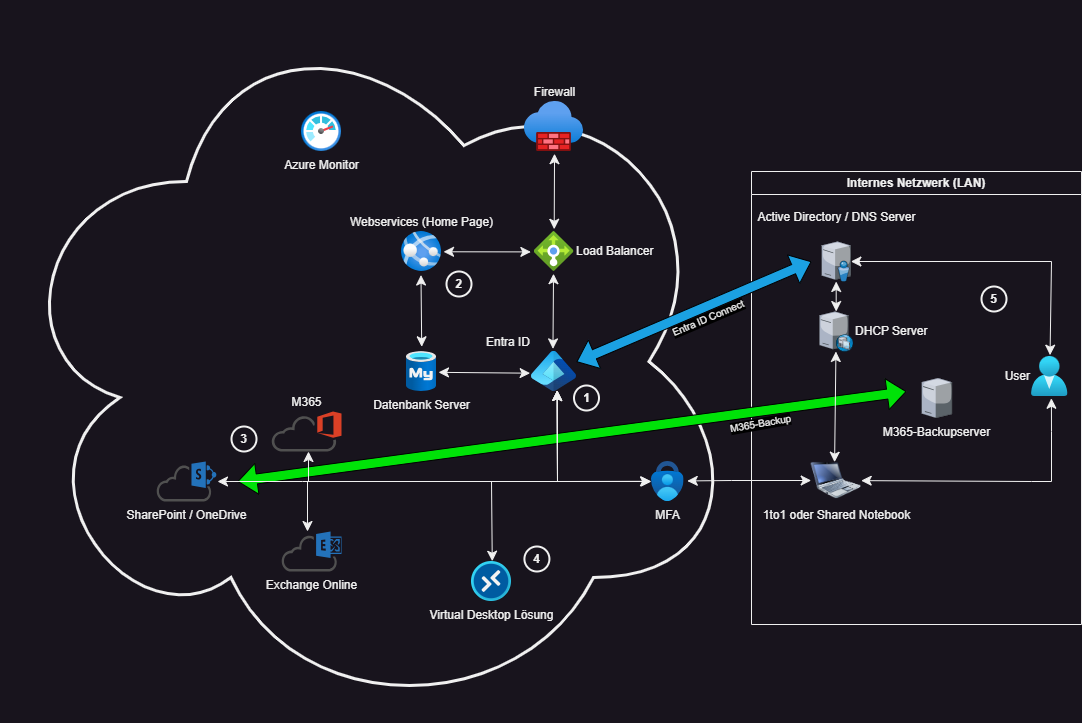 Firewall
Azure Monitor
Internes Netzwerk (LAN)
Active Directory / DNS Server
Webservices (Home Page)
Load Balancer
2
5
Entra ID Connect
DHCP Server
Entra ID
My
User
Datenbank Server
1
M365
M365-Backup
M365-Backupserver
3
S
SharePoint / OneDrive
MFA
1to1 oder Shared Notebook
E
Exchange Online
4
Virtual Desktop Lösung